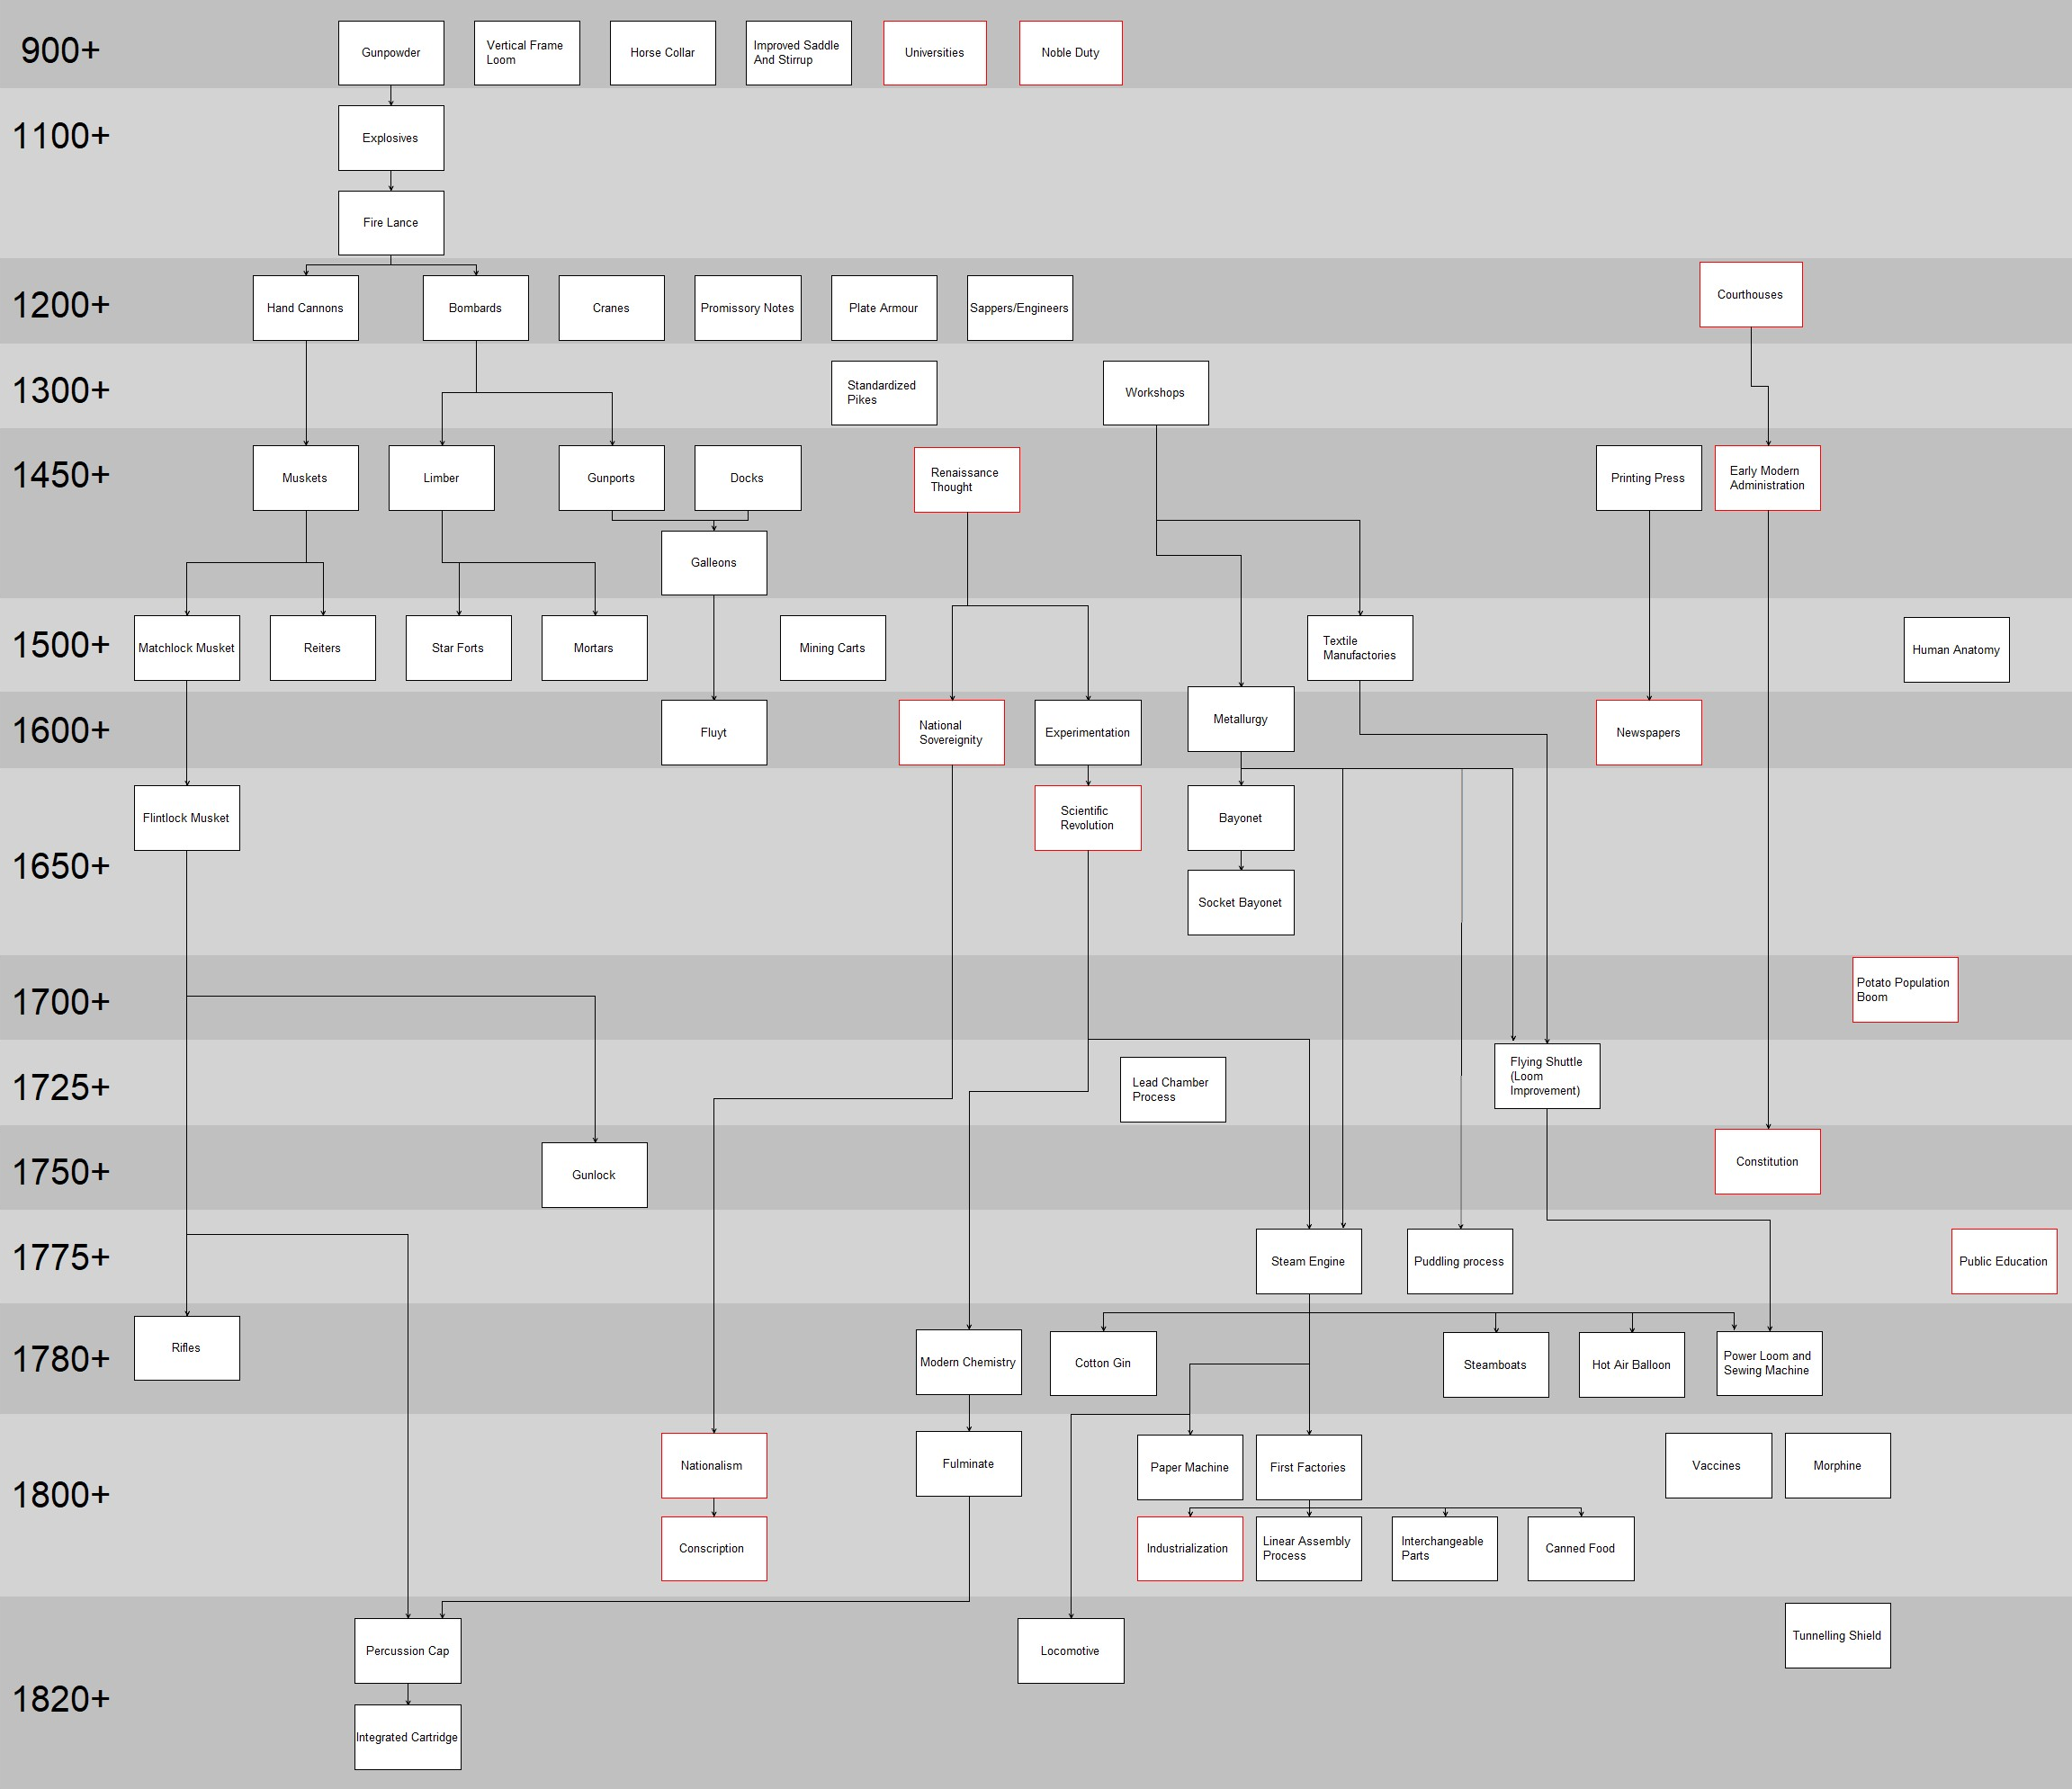 900+
Gunpowder
Vertical Frame
Loom
Horse Collar
Improved Saddle
And Stirrup
Universities
Noble Duty
1100+
Explosives
Fire Lance
1200+
Hand Cannons
Bombards
Cranes
Promissory Notes
Plate Armour
Sappers/Engineers
Courthouses
1300+
Standardized
Pikes
Workshops
1450+
Muskets
Limber
Gunports
Docks
Renaissance
Thought
Printing Press
Early Modern
Administration
Galleons
1500+
Matchlock Musket
Reiters
Star Forts
Mortars
Mining Carts
Textile
Manufactories
Human Anatomy
1600+
Fluyt
National
Sovereignity
Experimentation
Metallurgy
Newspapers
1650+
Flintlock Musket
Scientific
Revolution
Bayonet
Socket Bayonet
1700+
Potato Population
Boom
1725+
Lead Chamber
Process
Flying Shuttle
(Loom
Improvement)
1750+
Gunlock
Constitution
1775+
Steam Engine
Puddling process
Public Education
1780+
Rifles
Modern Chemistry
Cotton Gin
Steamboats
Hot Air Balloon
Power Loom and
Sewing Machine
1800+
Nationalism
Fulminate
Paper Machine
First Factories
Vaccines
Morphine
Conscription
Industrialization
Linear Assembly
Process
Interchangeable
Parts
Canned Food
1820+
Percussion Cap
Locomotive
Tunnelling Shield
Integrated Cartridge